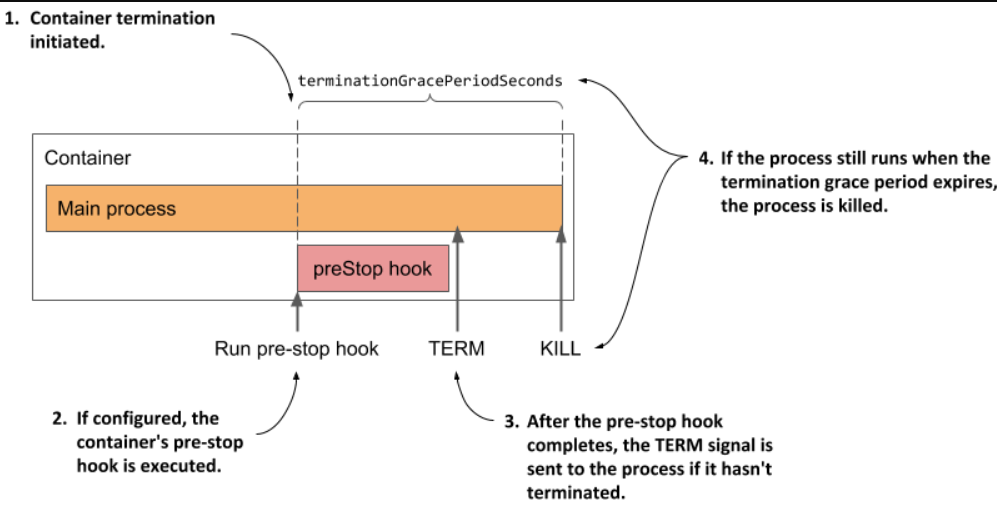 1. Container termination
initiated.
terminationGracePeriodSeconds
Container
Main process
preStop hook
4. If the process still runs when the
termination grace period expires,
the process is killed.
Run pre-stop hook
TERM
KILL
2. If configured, the
container's pre-stop
hook is executed.
3. After the pre-stop hook
completes, the TERM signal is
sent to the process if it hasn't
terminated.